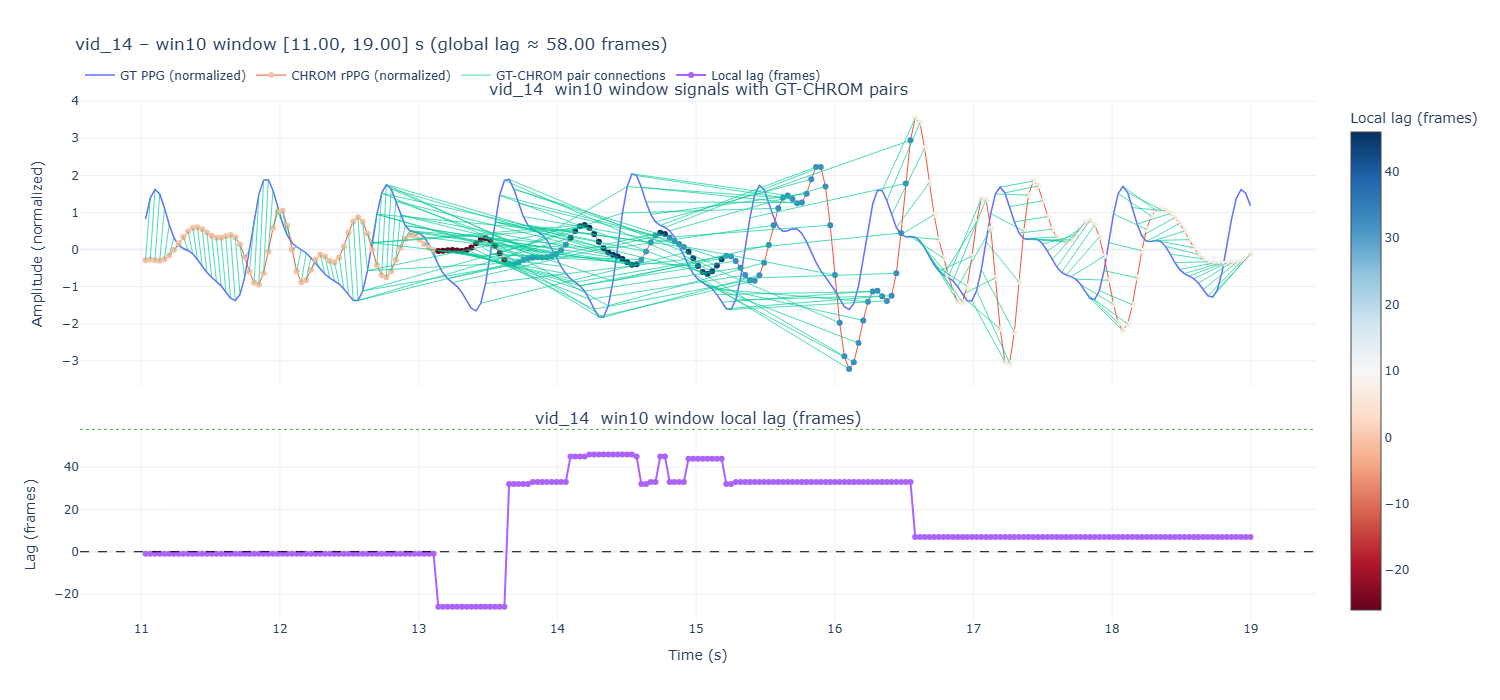 vid_14 – win10 window [11.00, 19.00] s (global lag ≈ 58.00 frames)
GT PPG (normalized) CHROM rPPG (normalized) GT-CHROM pair connections Local lag (frames)
vid_14 win10 window signals with GT-CHROM pairs
Local lag (frames)
Amplitude (normalized)
4
3
2
1
0
−1
−2
−3
40
30
20
10
0
−10
−20
vid_14 win10 window local lag (frames)
Lag (frames)
40
20
0
−20
11 12 13 14 15 16 17 18 19
Time (s)